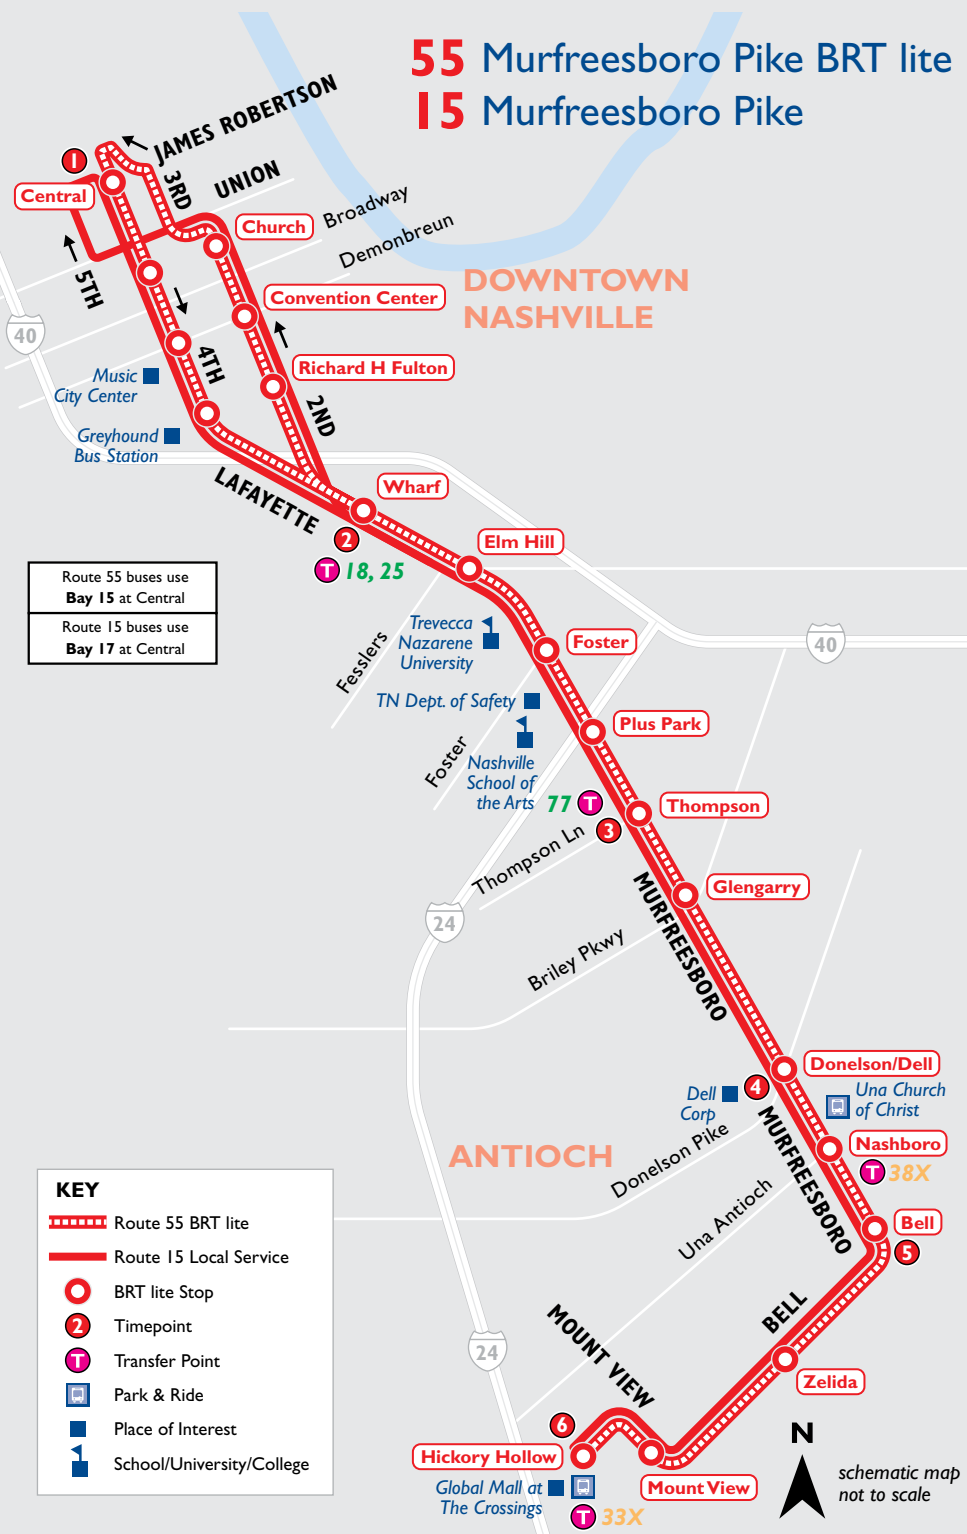 55 Murfreesboro Pike BRT lite
15 Murfreesboro Pike
JAMES ROBERTSON
1
Central
3RD
UNION
Broadway
Church
Demonbreun
5TH
DOWNTOWN
NASHVILLE
Convention Center
40
4TH
Richard H Fulton
Music
City Center
2ND
Greyhound
Bus Station
LAFAYETTE
Wharf
2
T 18, 25
Elm Hill
Route 55 buses use
Bay 15 at Central
Route 15 buses use
Bay 17 at Central
Trevecca
Nazarene
University
Foster
40
Fesslers
TN Dept. of Safety
Plus Park
Foster
Nashville
School of
the Arts
77 T
Thompson
3
Thompson Ln
Glengarry
24
MURFREESBORO
Briley Pkwy
Donelson/Dell
4
Dell
Corp
Una Church
of Christ
MURFREESBORO
Nashboro
T 38X
ANTIOCH
Donelson Pike
Una Antioch
Bell
5
BELL
MOUNT VIEW
24
Zelida
6
Hickory Hollow
Mount View
Global Mall at
The Crossings
T 33X
N
schematic map
not to scale
KEY
Route 55 BRT lite
Route 15 Local Service
BRT lite Stop
2 Timepoint
T Transfer Point
Park & Ride
Place of Interest
School/University/College